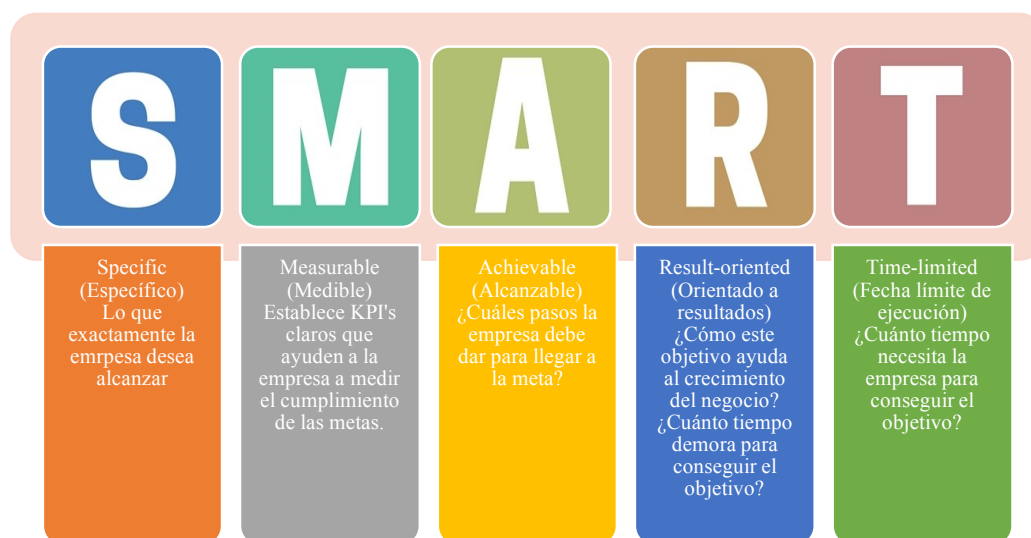 S
M
A
R
T
Specific
(Específico)
Lo que
exactamente la
emrpesa desea
alcanzar
Measurable
(Medible)
Establece KPI's
claros que
ayuden a la
empresa a medir
el cumplimiento
de las metas.
Achievable
(Alcanzable)
¿Cuáles pasos la
empresa debe
dar para llegar a
la meta?
Result-oriented
(Orientado a
resultados)
¿Cómo este
objetivo ayuda
al crecimiento
del negocio?
¿Cuánto tiempo
demora para
conseguir el
objetivo?
Time-limited
(Fecha límite de
ejecución)
¿Cuánto tiempo
necesita la
empresa para
conseguir el
objetivo?